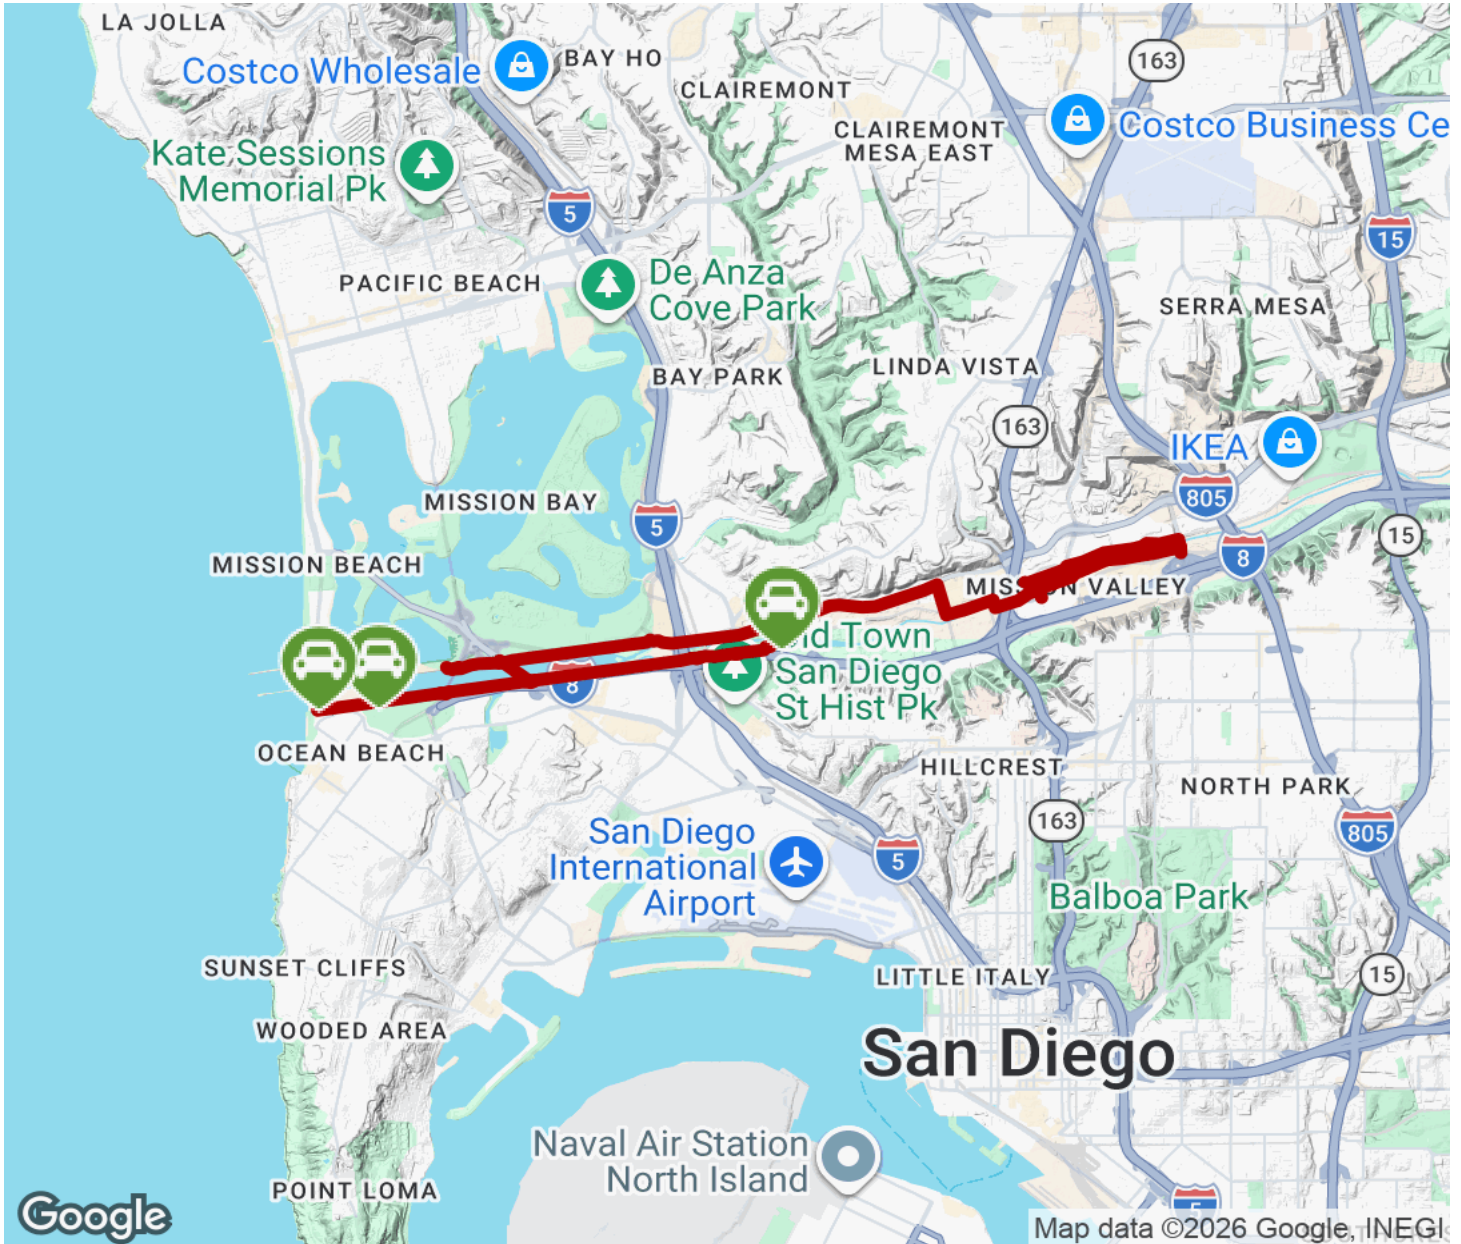 LA JOLLA
Costco Wholesale
BAY HO
163
CLAIREMONT
Costco Business Ce
CLAIREMONT
MESA EAST
Kate Sessions
Memorial Pk
5
15
De Anza
Cove Park
PACIFIC BEACH
SERRA MESA
BAY PARK
LINDA VISTA
163
IKEA
MISSION BAY
805
5
15
MISSION BEACH
8
MISSION VALLEY
Old Town
San Diego
St Hist Pk
8
OCEAN BEACH
HILLCREST
NORTH PARK
163
805
San Diego
International
Airport
5
Balboa Park
SUNSET CLIFFS
LITTLE ITALY
15
WOODED AREA
San Diego
Naval Air Station
North Island
POINT LOMA
5
Google
Map data ©2026 Google, INEGI